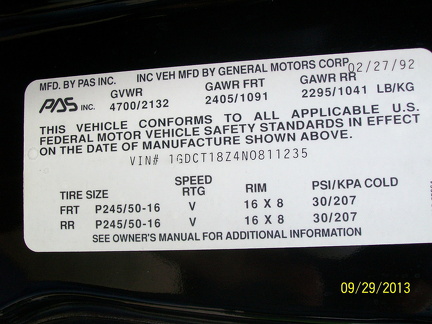 MFD. BY PAS INC. INC VEH MFD BY GENERAL MOTORS CORP 02/27/92
GVWR GAWR FRT GAWR RR
PAS INC. 4700/2132 2405/1091 2295/1041 LB/KG
THIS VEHICLE CONFORMS TO ALL APPLICABLE U.S.
FEDERAL MOTOR VEHICLE SAFETY STANDARDS IN EFFECT
ON THE DATE OF MANUFACTURE SHOWN ABOVE.
VIN# 1GDCT18Z4N0811235
TIRE SIZE SPEED RTG RIM PSI/KPA COLD
FRT P245/50-16 V 16 X 8 30/207
RR P245/50-16 V 16 X 8 30/207
SEE OWNER'S MANUAL FOR ADDITIONAL INFORMATION
09/29/2013